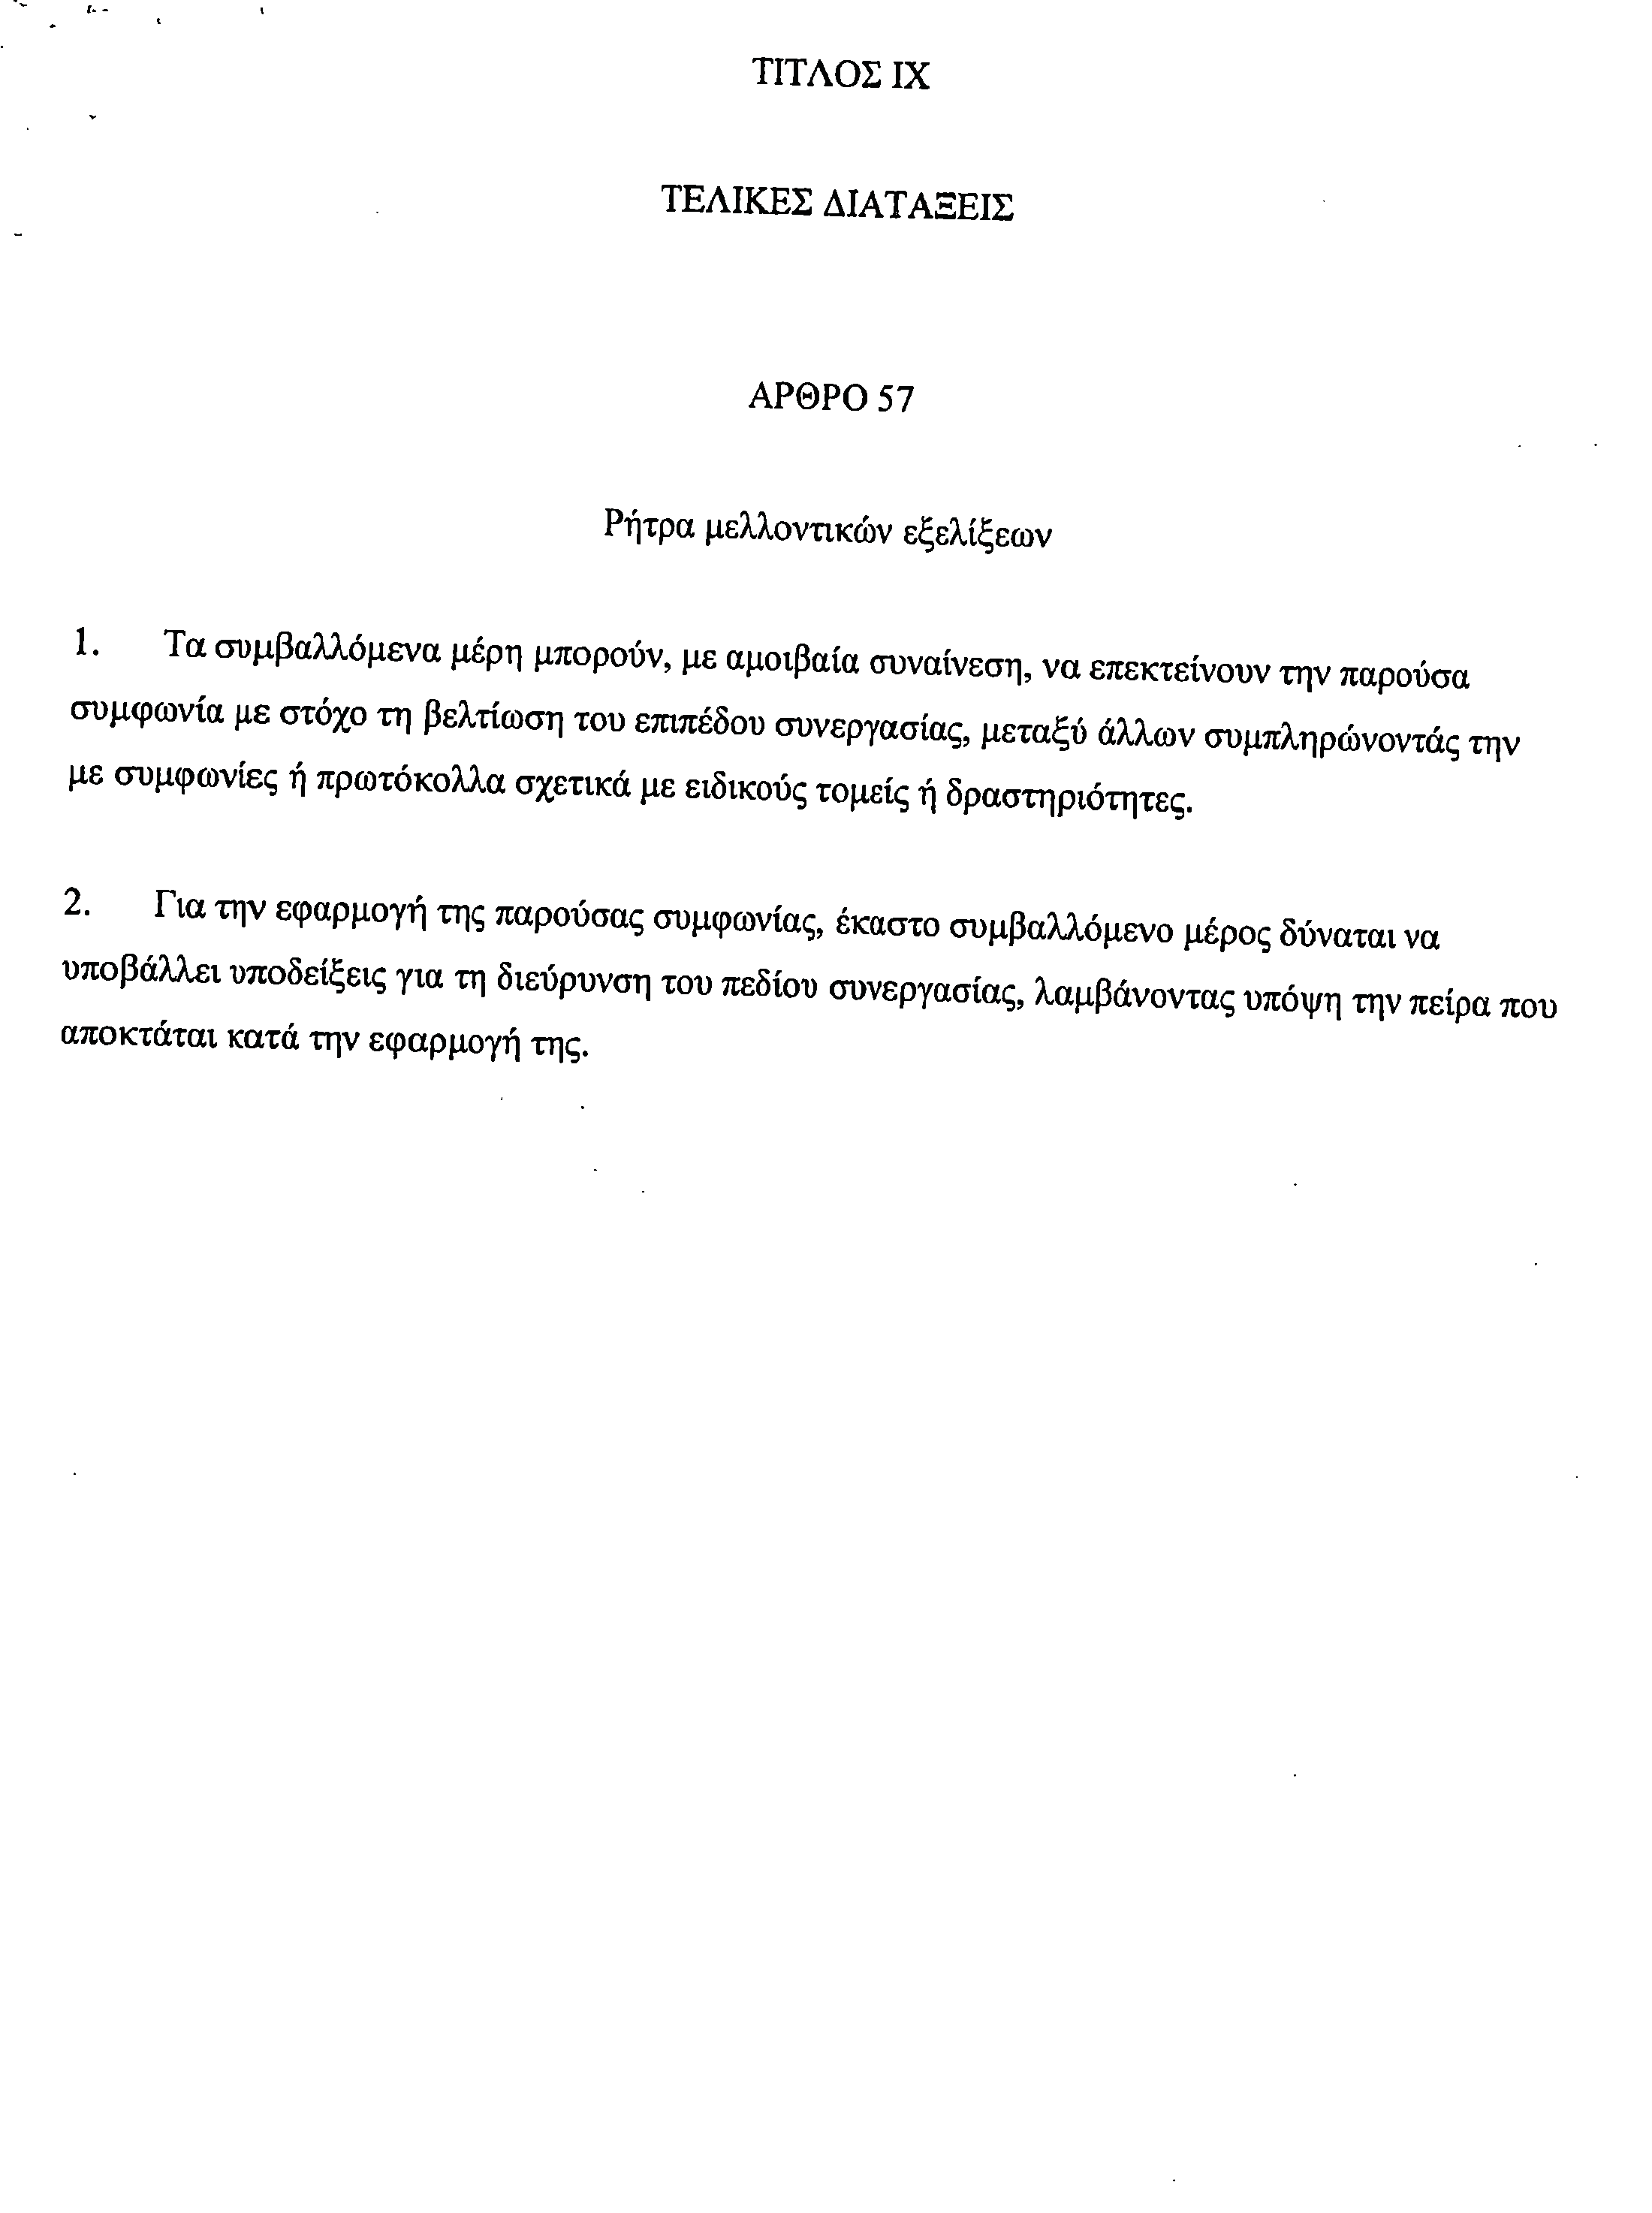 ΤΙΤΛΟΣ ΙΧ
ΤΕΛΙΚΕΣ ΔΙΑΤΑΞΕΙΣ
ΑΡΘΡΟ 57
Ρήτρα μελλοντικών εξελίξεων
1. Τα συμβαλλόμενα μέρη μπορούν, με αμοιβαία συναίνεση, να επεκτείνουν την παρούσα
συμφωνία με στόχο τη βελτίωση του επιπέδου συνεργασίας, μεταξύ άλλων συμπληρώνοντάς την
με συμφωνίες ή πρωτόκολλα σχετικά με ειδικούς τομείς ή δραστηριότητες.
2. Για την εφαρμογή της παρούσας συμφωνίας, έκαστο συμβαλλόμενο μέρος δύναται να
υποβάλλει υποδείξεις για τη διεύρυνση του πεδίου συνεργασίας, λαμβάνοντας υπόψη την πείρα που
αποκτάται κατά την εφαρμογή της.